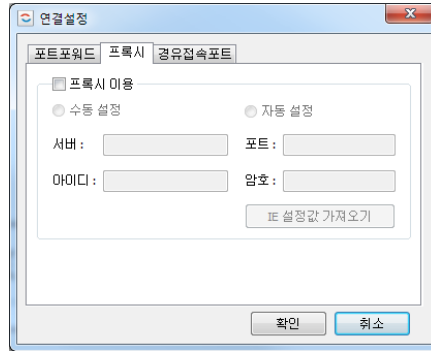 연결설정
포트포워드 프록시 경유접속포트
프록시 이용
수동 설정 자동 설정
서버 : 포트 :
아이디 : 암호 :
IE 설정값 가져오기
확인 취소